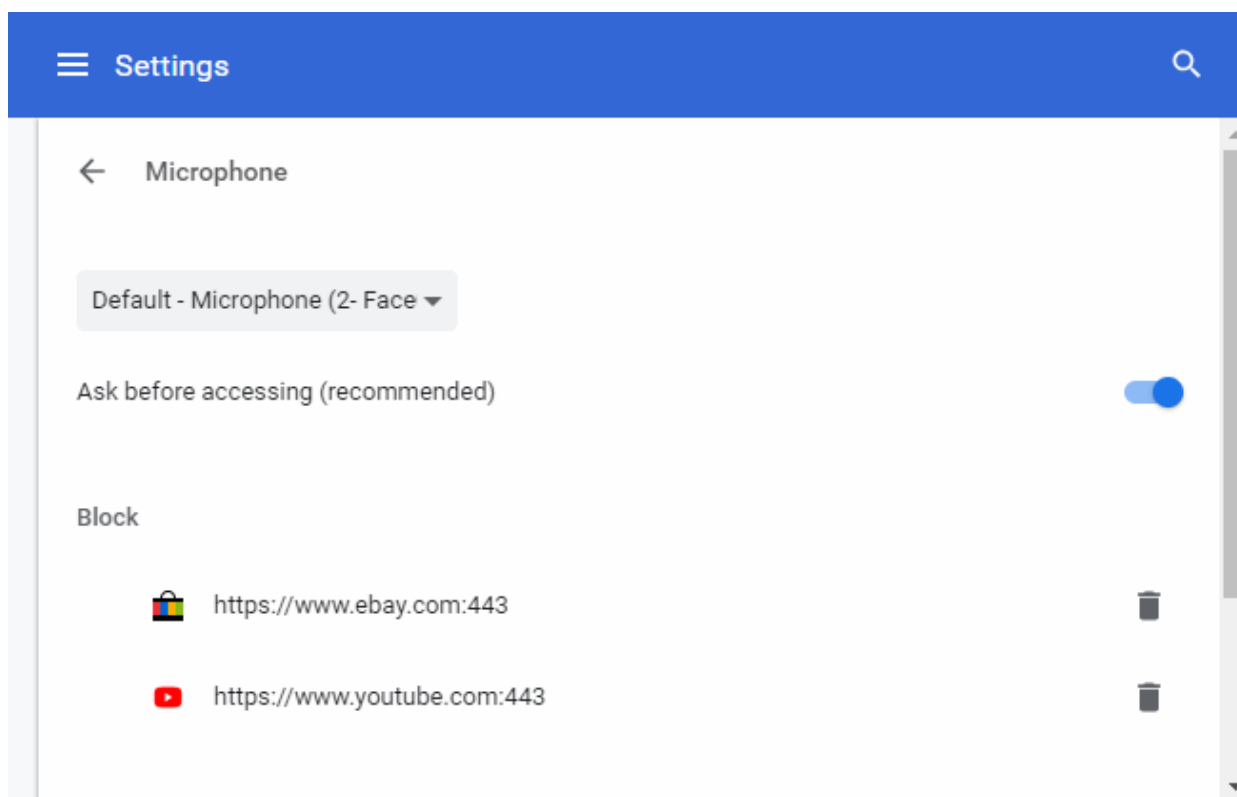 Settings
Microphone
Default - Microphone (2- Face
Ask before accessing (recommended)
Block
https://www.ebay.com:443
https://www.youtube.com:443